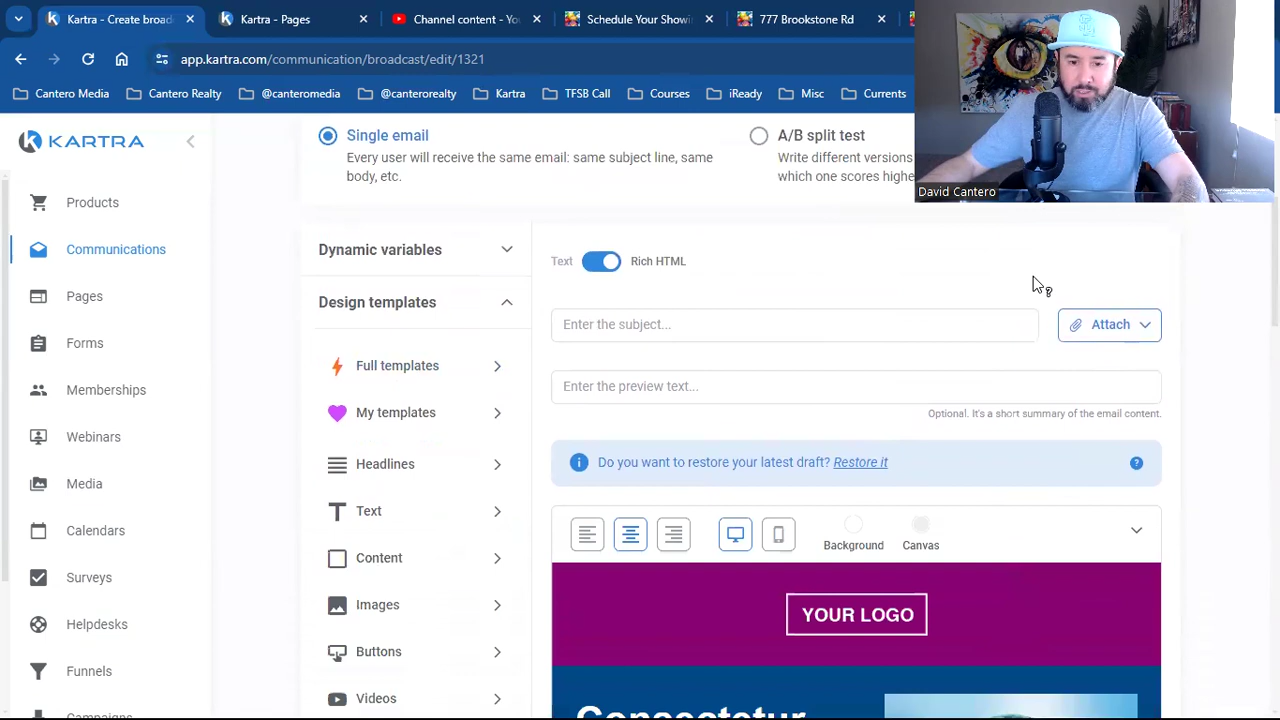 Kartra - Create broad
Kartra - Pages
Channel content - Yo
Schedule Your Showi
777 Brookstone Rd
app.kartra.com/communication/broadcast/edit/1321
Cantero Media
Cantero Realty
@canteromedia
@canterorealty
Kartra
TFSB Call
Courses
iReady
Misc
Currents
David Cantero
KARTRA
Products
Communications
Pages
Forms
Memberships
Webinars
Media
Calendars
Surveys
Helpdesks
Funnels
Campaigns
Single email
Every user will receive the same email: same subject line, same
body, etc.
A/B split test
Write different versions
which one scores highe
Dynamic variables
Design templates
Full templates
My templates
Headlines
Text
Content
Images
Buttons
Videos
Text
Rich HTML
Enter the subject...
Attach
Enter the preview text...
Optional. It's a short summary of the email content.
Do you want to restore your latest draft? Restore it
Background
Canvas
YOUR LOGO
Consectetur